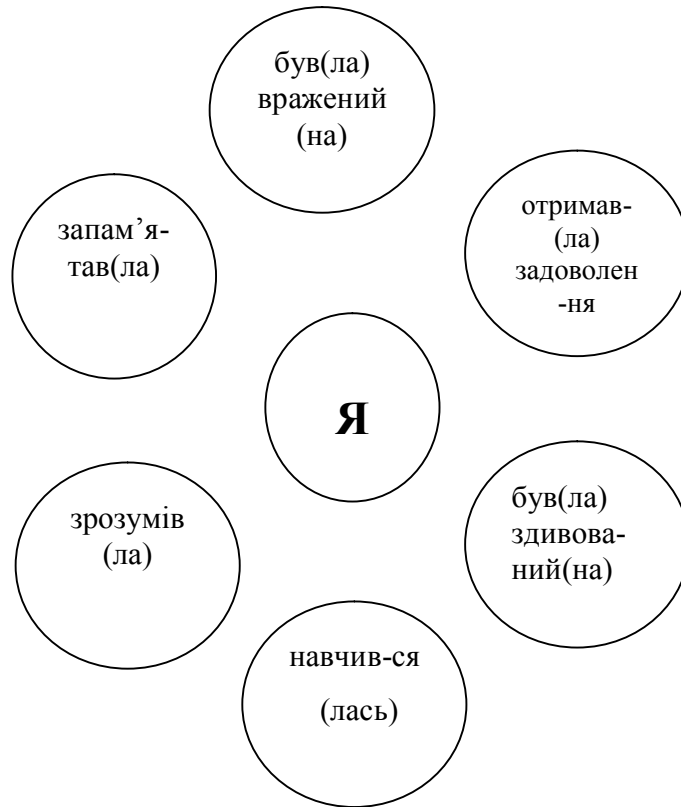 був(ла)
вражений
(на)
запам’я-
тав(ла)
отримав-
(ла)
задоволен
-ня
Я
зрозумів
(ла)
був(ла)
здивова-
ний(на)
навчив-ся
(лась)